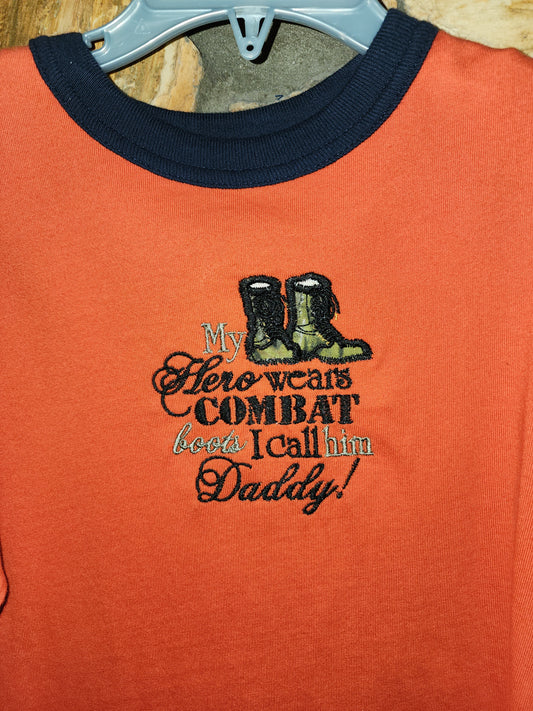 My
Hero wears
COMBAT
boots I call him
Daddy!